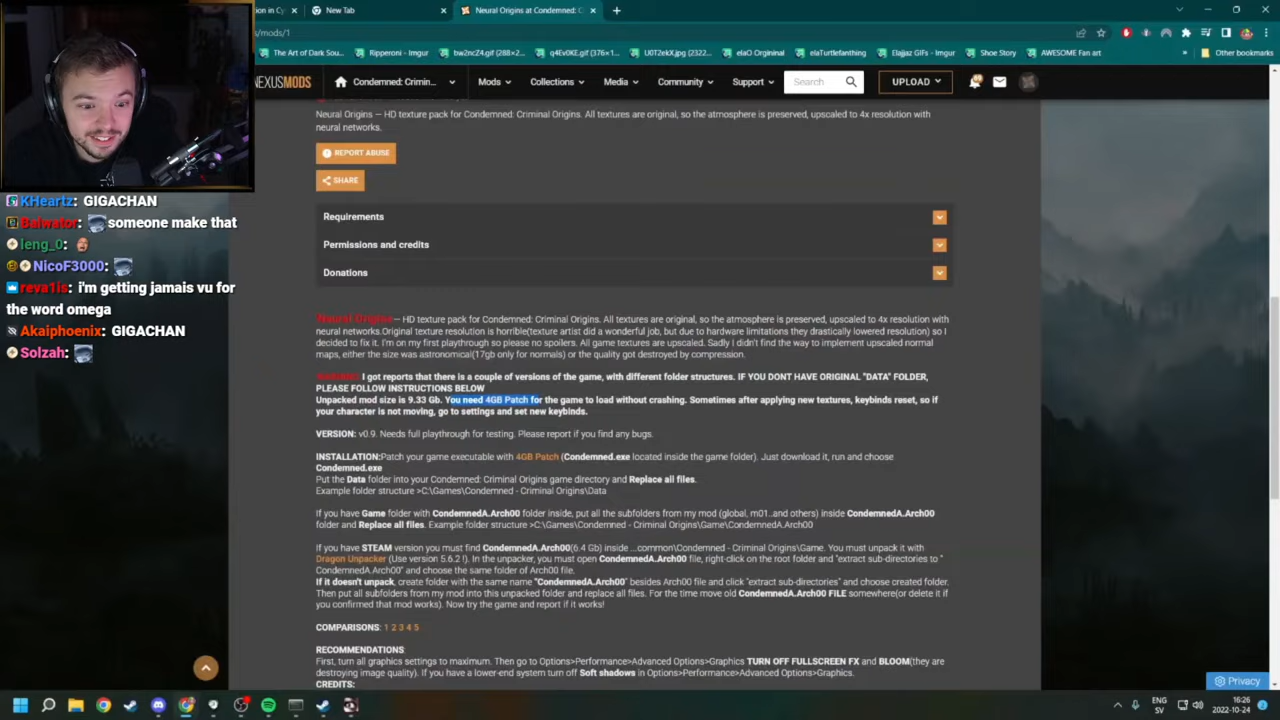 ion in Cy
New Tab
Neural Origins at Condemned: C
/mods/1
The Art of Dark Sou...
Ripperoni - Imgur
bw2ncZ4.gif (288×2...
q4Ev0KE.gif (376×1...
U0T2ekX.jpg (2322...
elaO Orgininal
elaTurtlefanthing
Elajjaz GIFs - Imgur
Shoe Story
AWESOME Fan art
»
Other bookmarks
NEXUSMODS
Condemned: Crimin...
Mods
Collections
Media
Community
Support
Search
UPLOAD
Neural Origins — HD texture pack for Condemned: Criminal Origins. All textures are original, so the atmosphere is preserved, upscaled to 4x resolution with
neural networks.
REPORT ABUSE
SHARE
Requirements
Permissions and credits
Donations
KHeartz: GIGACHAN
Balwator: someone make that
leng_0:
NicoF3000:
reva1is: i'm getting jamais vu for
the word omega
Akaiphoenix: GIGACHAN
Solzah:
Neural Origins— HD texture pack for Condemned: Criminal Origins. All textures are original, so the atmosphere is preserved, upscaled to 4x resolution with
neural networks.Original texture resolution is horrible(texture artist did a wonderful job, but due to hardware limitations they drastically lowered resolution) so I
decided to fix it. I'm on my first playthrough so please no spoilers. All game textures are upscaled. Sadly I didn't find the way to implement upscaled normal
maps, either the size was astronomical(17gb only for normals) or the quality got destroyed by compression.
I got reports that there is a couple of versions of the game, with different folder structures. IF YOU DONT HAVE ORIGINAL "DATA" FOLDER,
PLEASE FOLLOW INSTRUCTIONS BELOW
Unpacked mod size is 9.33 Gb. You need 4GB Patch for the game to load without crashing. Sometimes after applying new textures, keybinds reset, so if
your character is not moving, go to settings and set new keybinds.
VERSION: v0.9. Needs full playthrough for testing. Please report if you find any bugs.
INSTALLATION:Patch your game executable with 4GB Patch (Condemned.exe located inside the game folder). Just download it, run and choose
Condemned.exe
Put the Data folder into your Condemned: Criminal Origins game directory and Replace all files.
Example folder structure >C:\Games\Condemned - Criminal Origins\Data
If you have Game folder with CondemnedA.Arch00 folder inside, put all the subfolders from my mod (global, m01..and others) inside CondemnedA.Arch00
folder and Replace all files. Example folder structure >C:\Games\Condemned - Criminal Origins\Game\CondemnedA.Arch00
If you have STEAM version you must find CondemnedA.Arch00(6.4 Gb) inside ...common\Condemned - Criminal Origins\Game. You must unpack it with
Dragon Unpacker (Use version 5.6.2 !). In the unpacker, you must open CondemnedA.Arch00 file, right-click on the root folder and "extract sub-directories to "
CondemnedA.Arch00" and choose the same folder of Arch00 file.
If it doesn't unpack, create folder with the same name "CondemnedA.Arch00" besides Arch00 file and click "extract sub-directories" and choose created folder.
Then put all subfolders from my mod into this unpacked folder and replace all files. For the time move old CondemnedA.Arch00 FILE somewhere(or delete it if
you confirmed that mod works). Now try the game and report if it works!
COMPARISONS: 1 2 3 4 5
RECOMMENDATIONS
First, turn all graphics settings to maximum. Then go to Options>Performance>Advanced Options>Graphics TURN OFF FULLSCREEN FX and BLOOM(they are
destroying image quality). If you have a lower-end system turn off Soft shadows in Options>Performance>Advanced Options>Graphics.
CREDITS:
Privacy
ENG
SV
16:26
2022-10-24